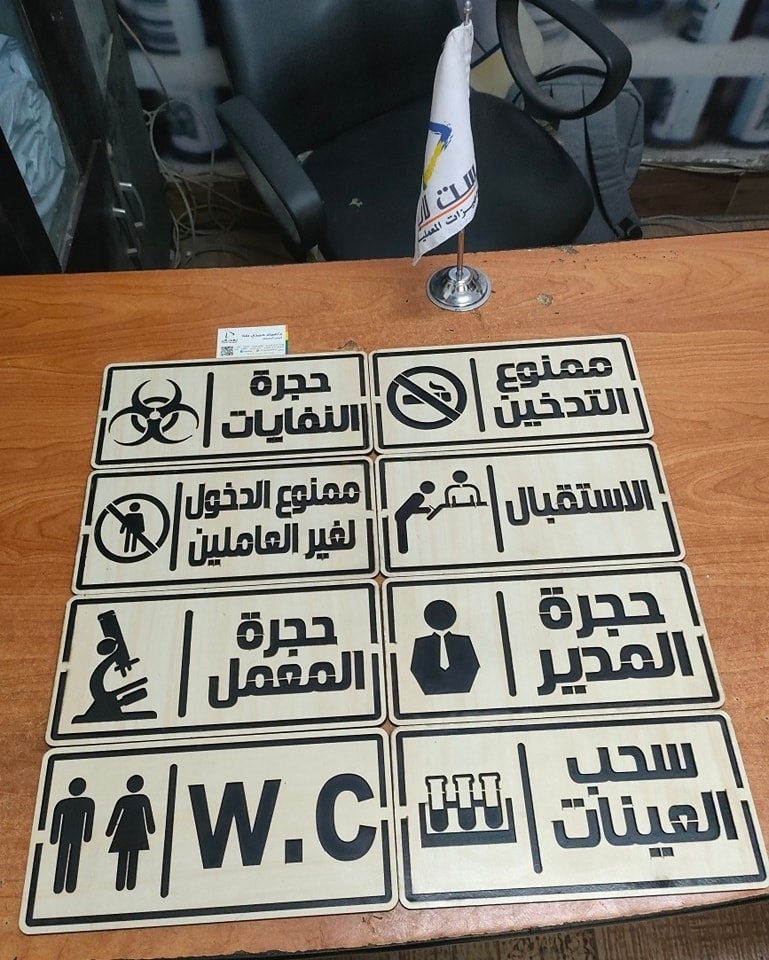 حجرة
النفايات
ممنوع
التدخين
ممنوع الدخول
لغير العاملين
الاستقبال
حجرة
المعمل
حجرة
المدير
W.C
سحب
العينات